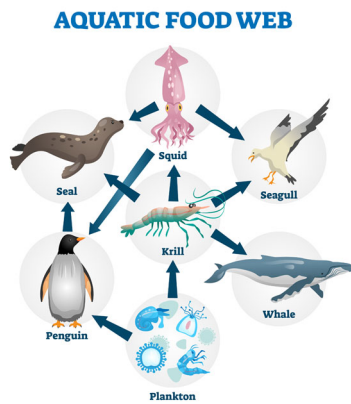 AQUATIC FOOD WEB
Squid
Seal
Seagull
Krill
Penguin
Whale
Plankton